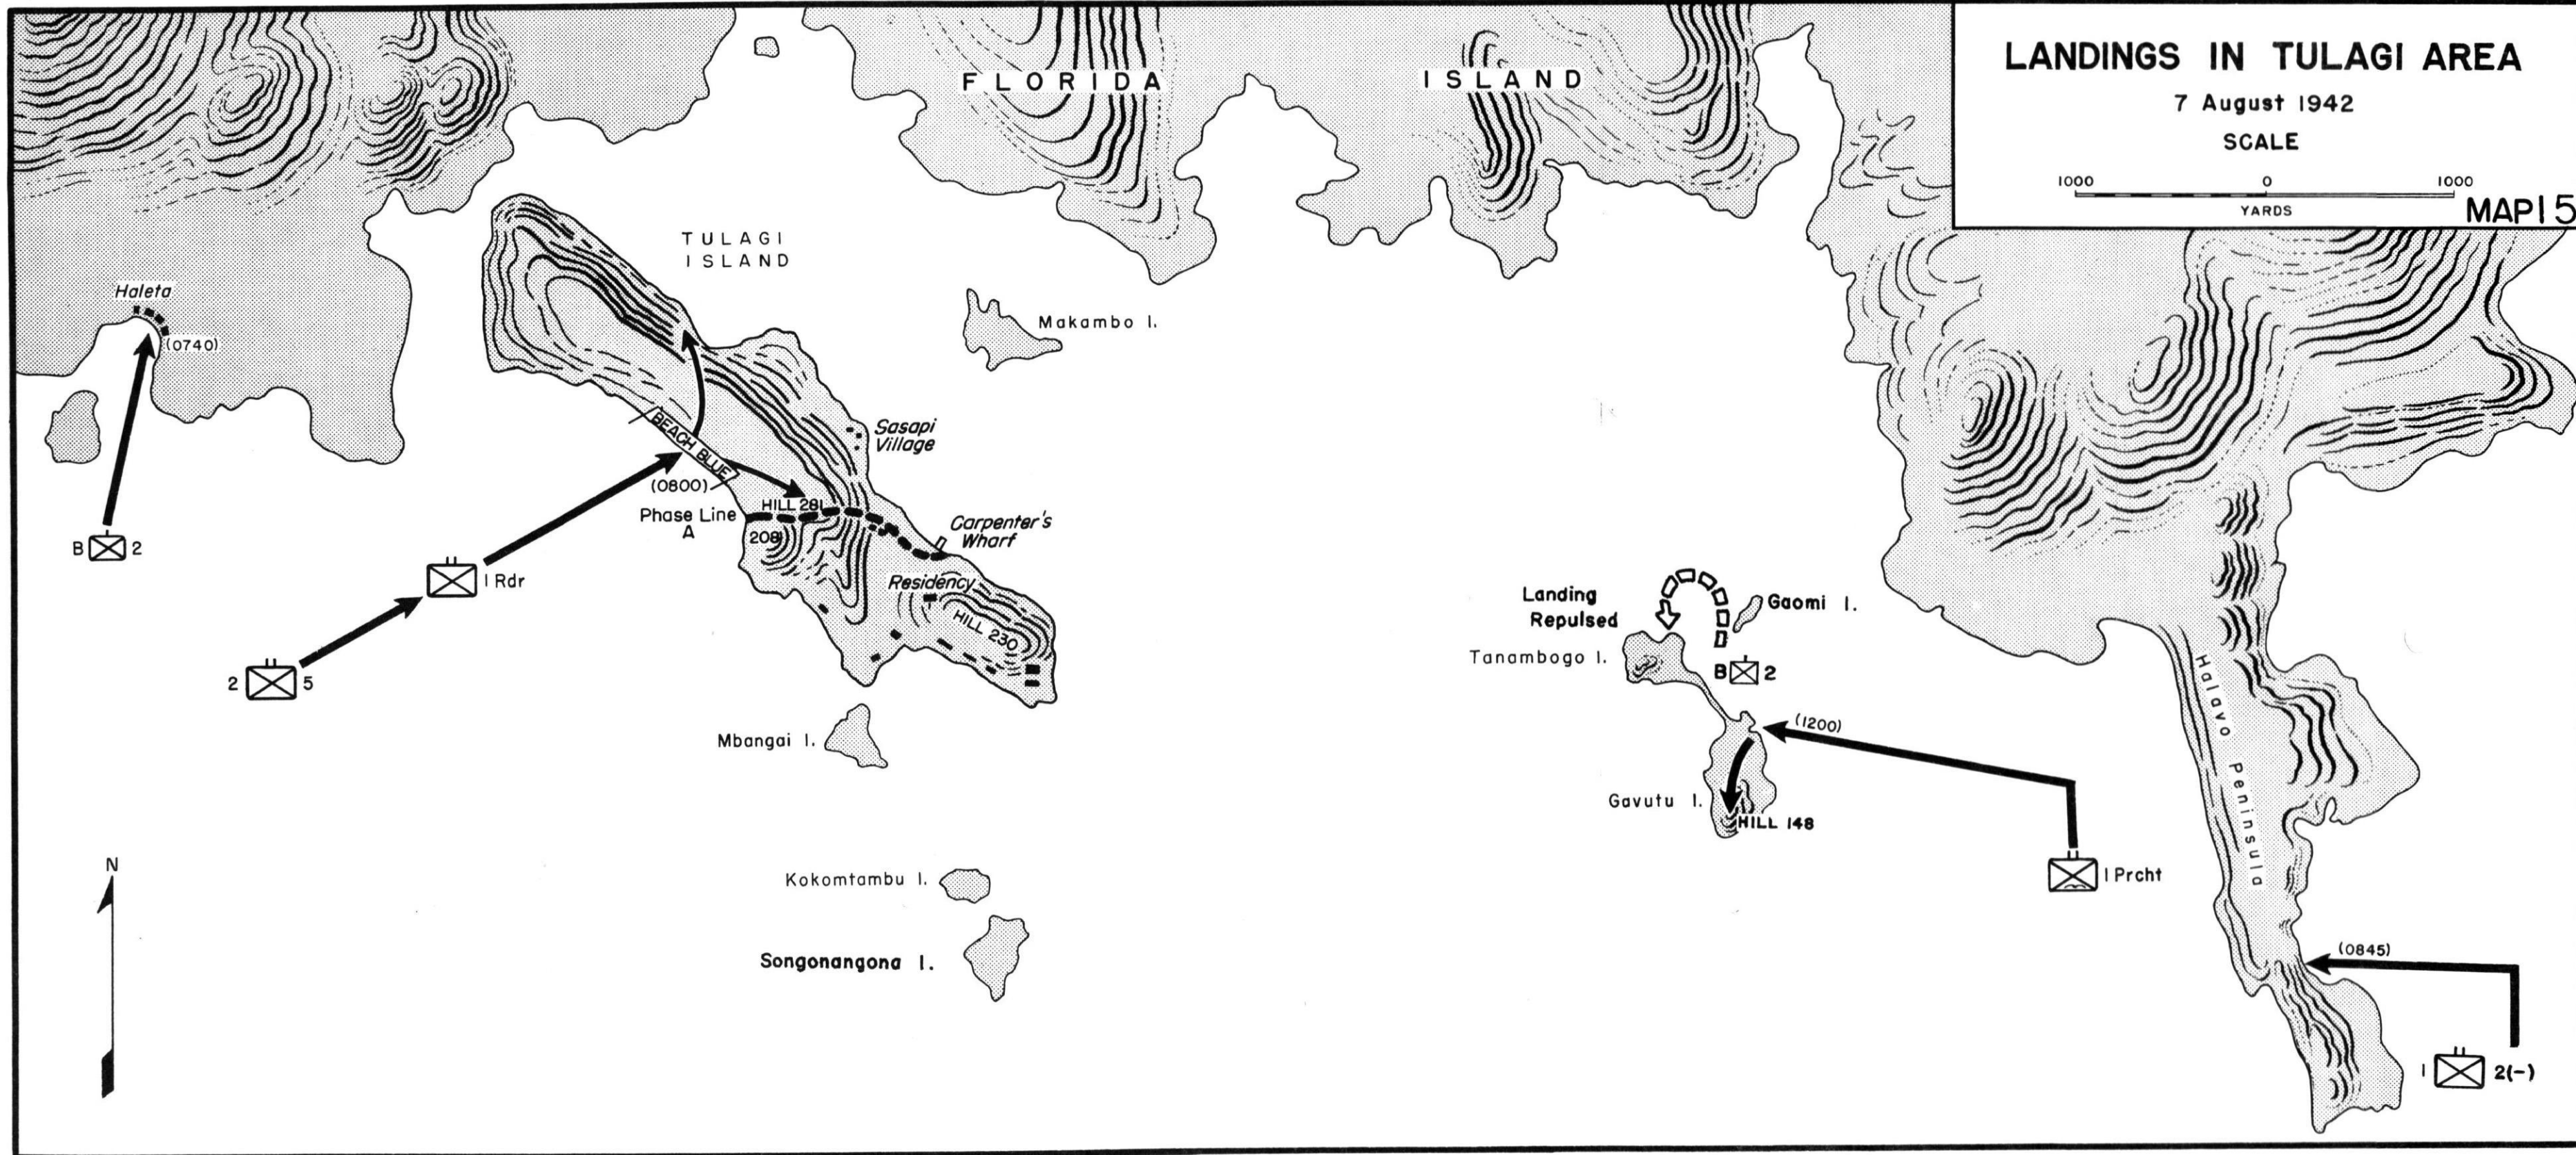 LANDINGS IN TULAGI AREA
7 August 1942
SCALE
1000 0 1000
YARDS
MAP 15
FLORIDA ISLAND
TULAGI
ISLAND
Haleta
(0740)
Makambo I.
BEACH BLUE
Sasapi
Village
(0800)
HILL 281
Phase Line
A
208
Carpenter's
Wharf
B 2
1 Rdr
Residency
HILL 230
2 5
Landing
Repulsed
Gaomi I.
Tanambogo I.
B 2
Halavo Peninsula
Mbangai I.
(1200)
Gavutu I.
HILL 148
N
Kokomtambu I.
1 Prcht
Songonangona I.
(0845)
1 2(-)